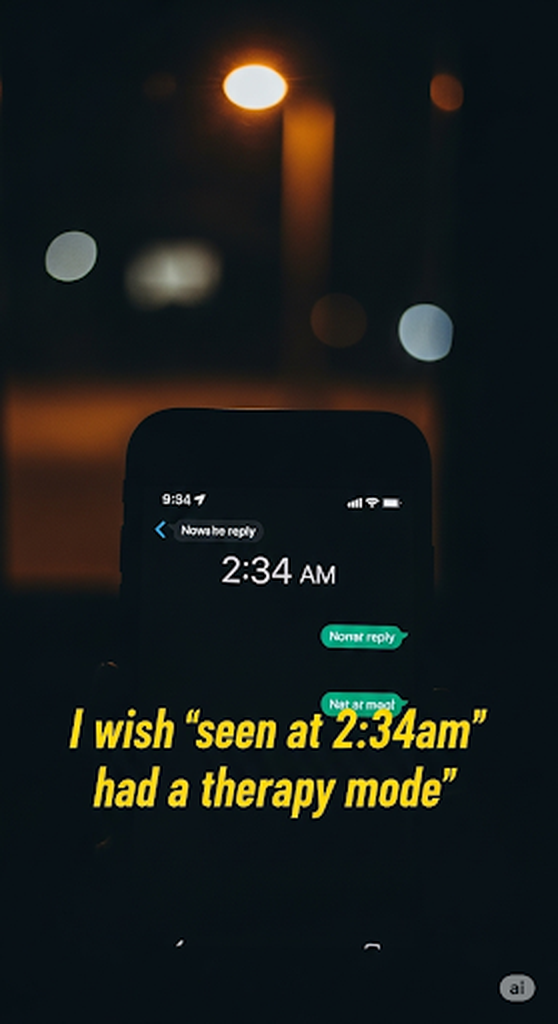 9:34
Nowshe reply
2:34 AM
Nonar reply
Nat ar meat
I wish “seen at 2:34am”
had a therapy mode”
ai